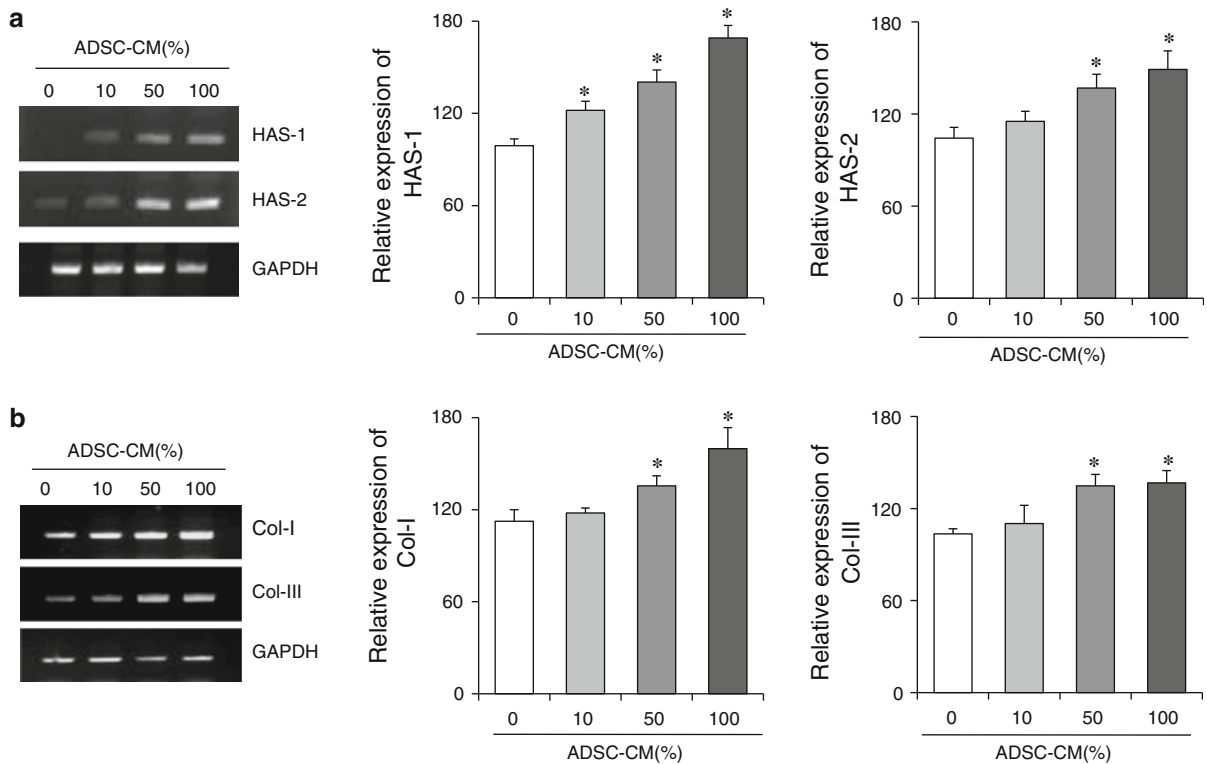 a
ADSC-CM(%)
0 10 50 100
HAS-1
HAS-2
GAPDH
Relative expression of
HAS-1
180
120
60
0
*
*
*
0 10 50 100
ADSC-CM(%)
Relative expression of
HAS-2
180
120
60
0
*
*
0 10 50 100
ADSC-CM(%)
b
ADSC-CM(%)
0 10 50 100
Col-I
Col-III
GAPDH
Relative expression of
Col-I
180
120
60
0
*
*
0 10 50 100
ADSC-CM(%)
Relative expression of
Col-III
180
120
60
0
*
*
0 10 50 100
ADSC-CM(%)